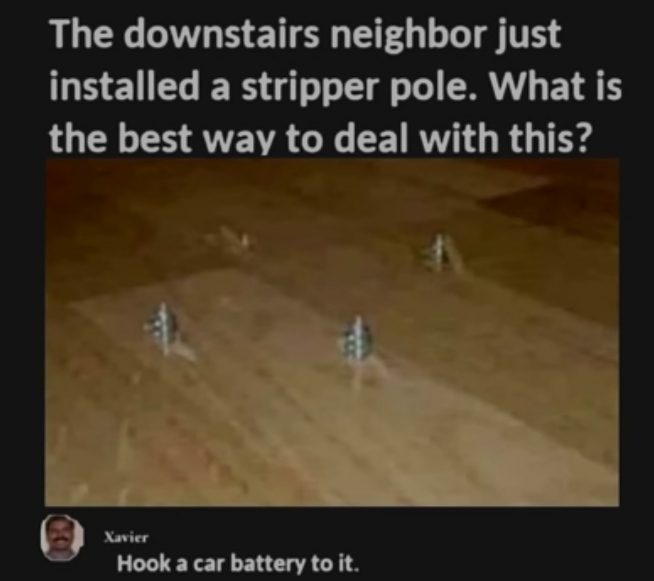 The downstairs neighbor just
installed a stripper pole. What is
the best way to deal with this?
Xavier
Hook a car battery to it.